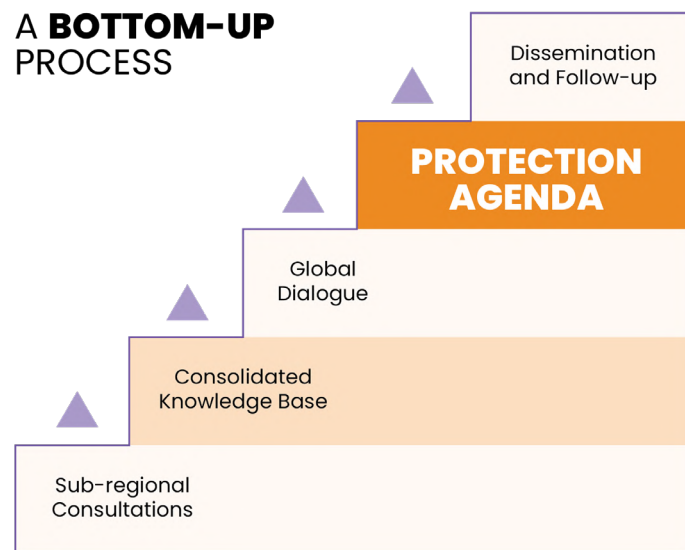 A BOTTOM-UP
PROCESS
Dissemination
and Follow-up
PROTECTION
AGENDA
Global
Dialogue
Consolidated
Knowledge Base
Sub-regional
Consultations